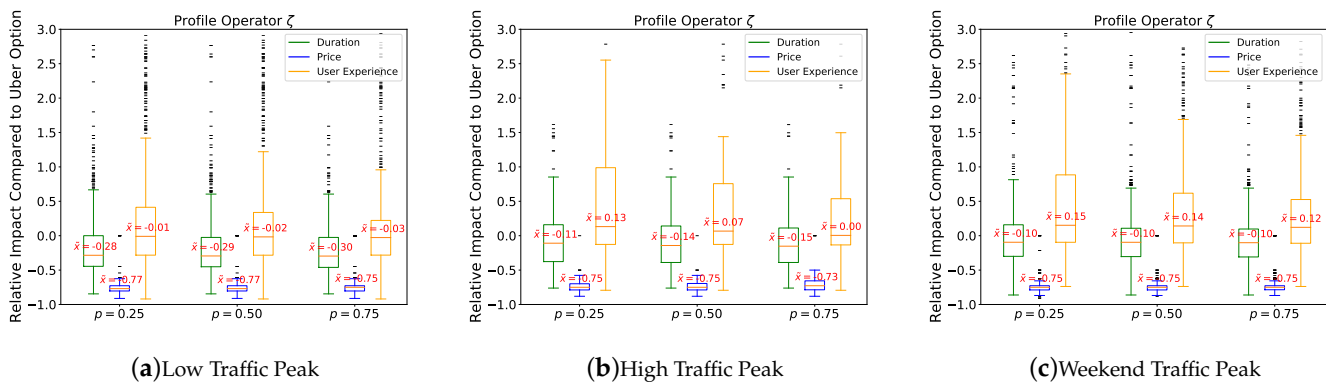 Profile Operator ζ
Relative Impact Compared to Uber Option
3.0
2.5
2.0
1.5
1.0
0.5
0.0
−0.5
−1.0
Duration
Price
User Experience
x̃ = -0.28
x̃ = -0.77
x̃ = -0.01
x̃ = -0.29
x̃ = -0.77
x̃ = -0.02
x̃ = -0.30
x̃ = -0.75
x̃ = -0.03
p = 0.25
p = 0.50
p = 0.75
(a)Low Traffic Peak
Profile Operator ζ
Relative Impact Compared to Uber Option
3.0
2.5
2.0
1.5
1.0
0.5
0.0
−0.5
−1.0
Duration
Price
User Experience
x̃ = -0.11
x̃ = -0.75
x̃ = 0.13
x̃ = -0.14
x̃ = -0.75
x̃ = 0.07
x̃ = -0.15
x̃ = -0.73
x̃ = 0.00
p = 0.25
p = 0.50
p = 0.75
(b)High Traffic Peak
Profile Operator ζ
Relative Impact Compared to Uber Option
3.0
2.5
2.0
1.5
1.0
0.5
0.0
−0.5
−1.0
Duration
Price
User Experience
x̃ = -0.10
x̃ = -0.75
x̃ = 0.15
x̃ = -0.10
x̃ = -0.75
x̃ = 0.14
x̃ = -0.10
x̃ = -0.75
x̃ = 0.12
p = 0.25
p = 0.50
p = 0.75
(c)Weekend Traffic Peak